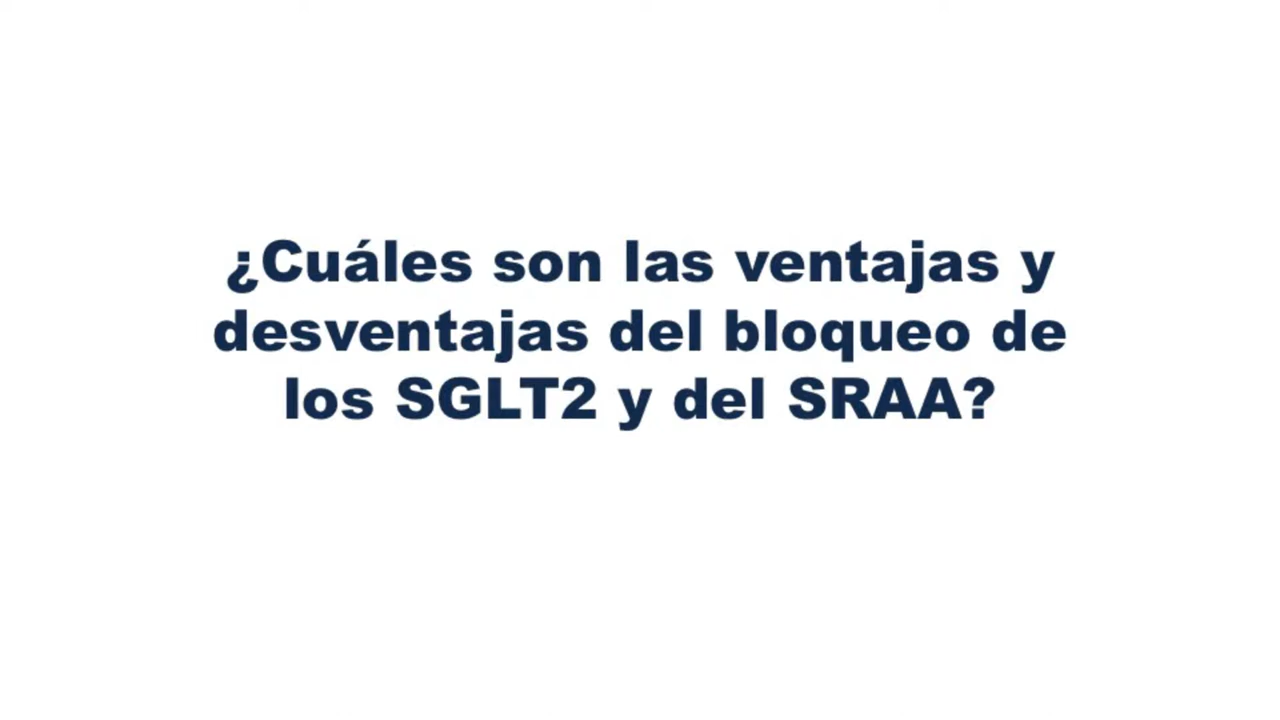 ¿Cuáles son las ventajas y
desventajas del bloqueo de
los SGLT2 y del SRAA?